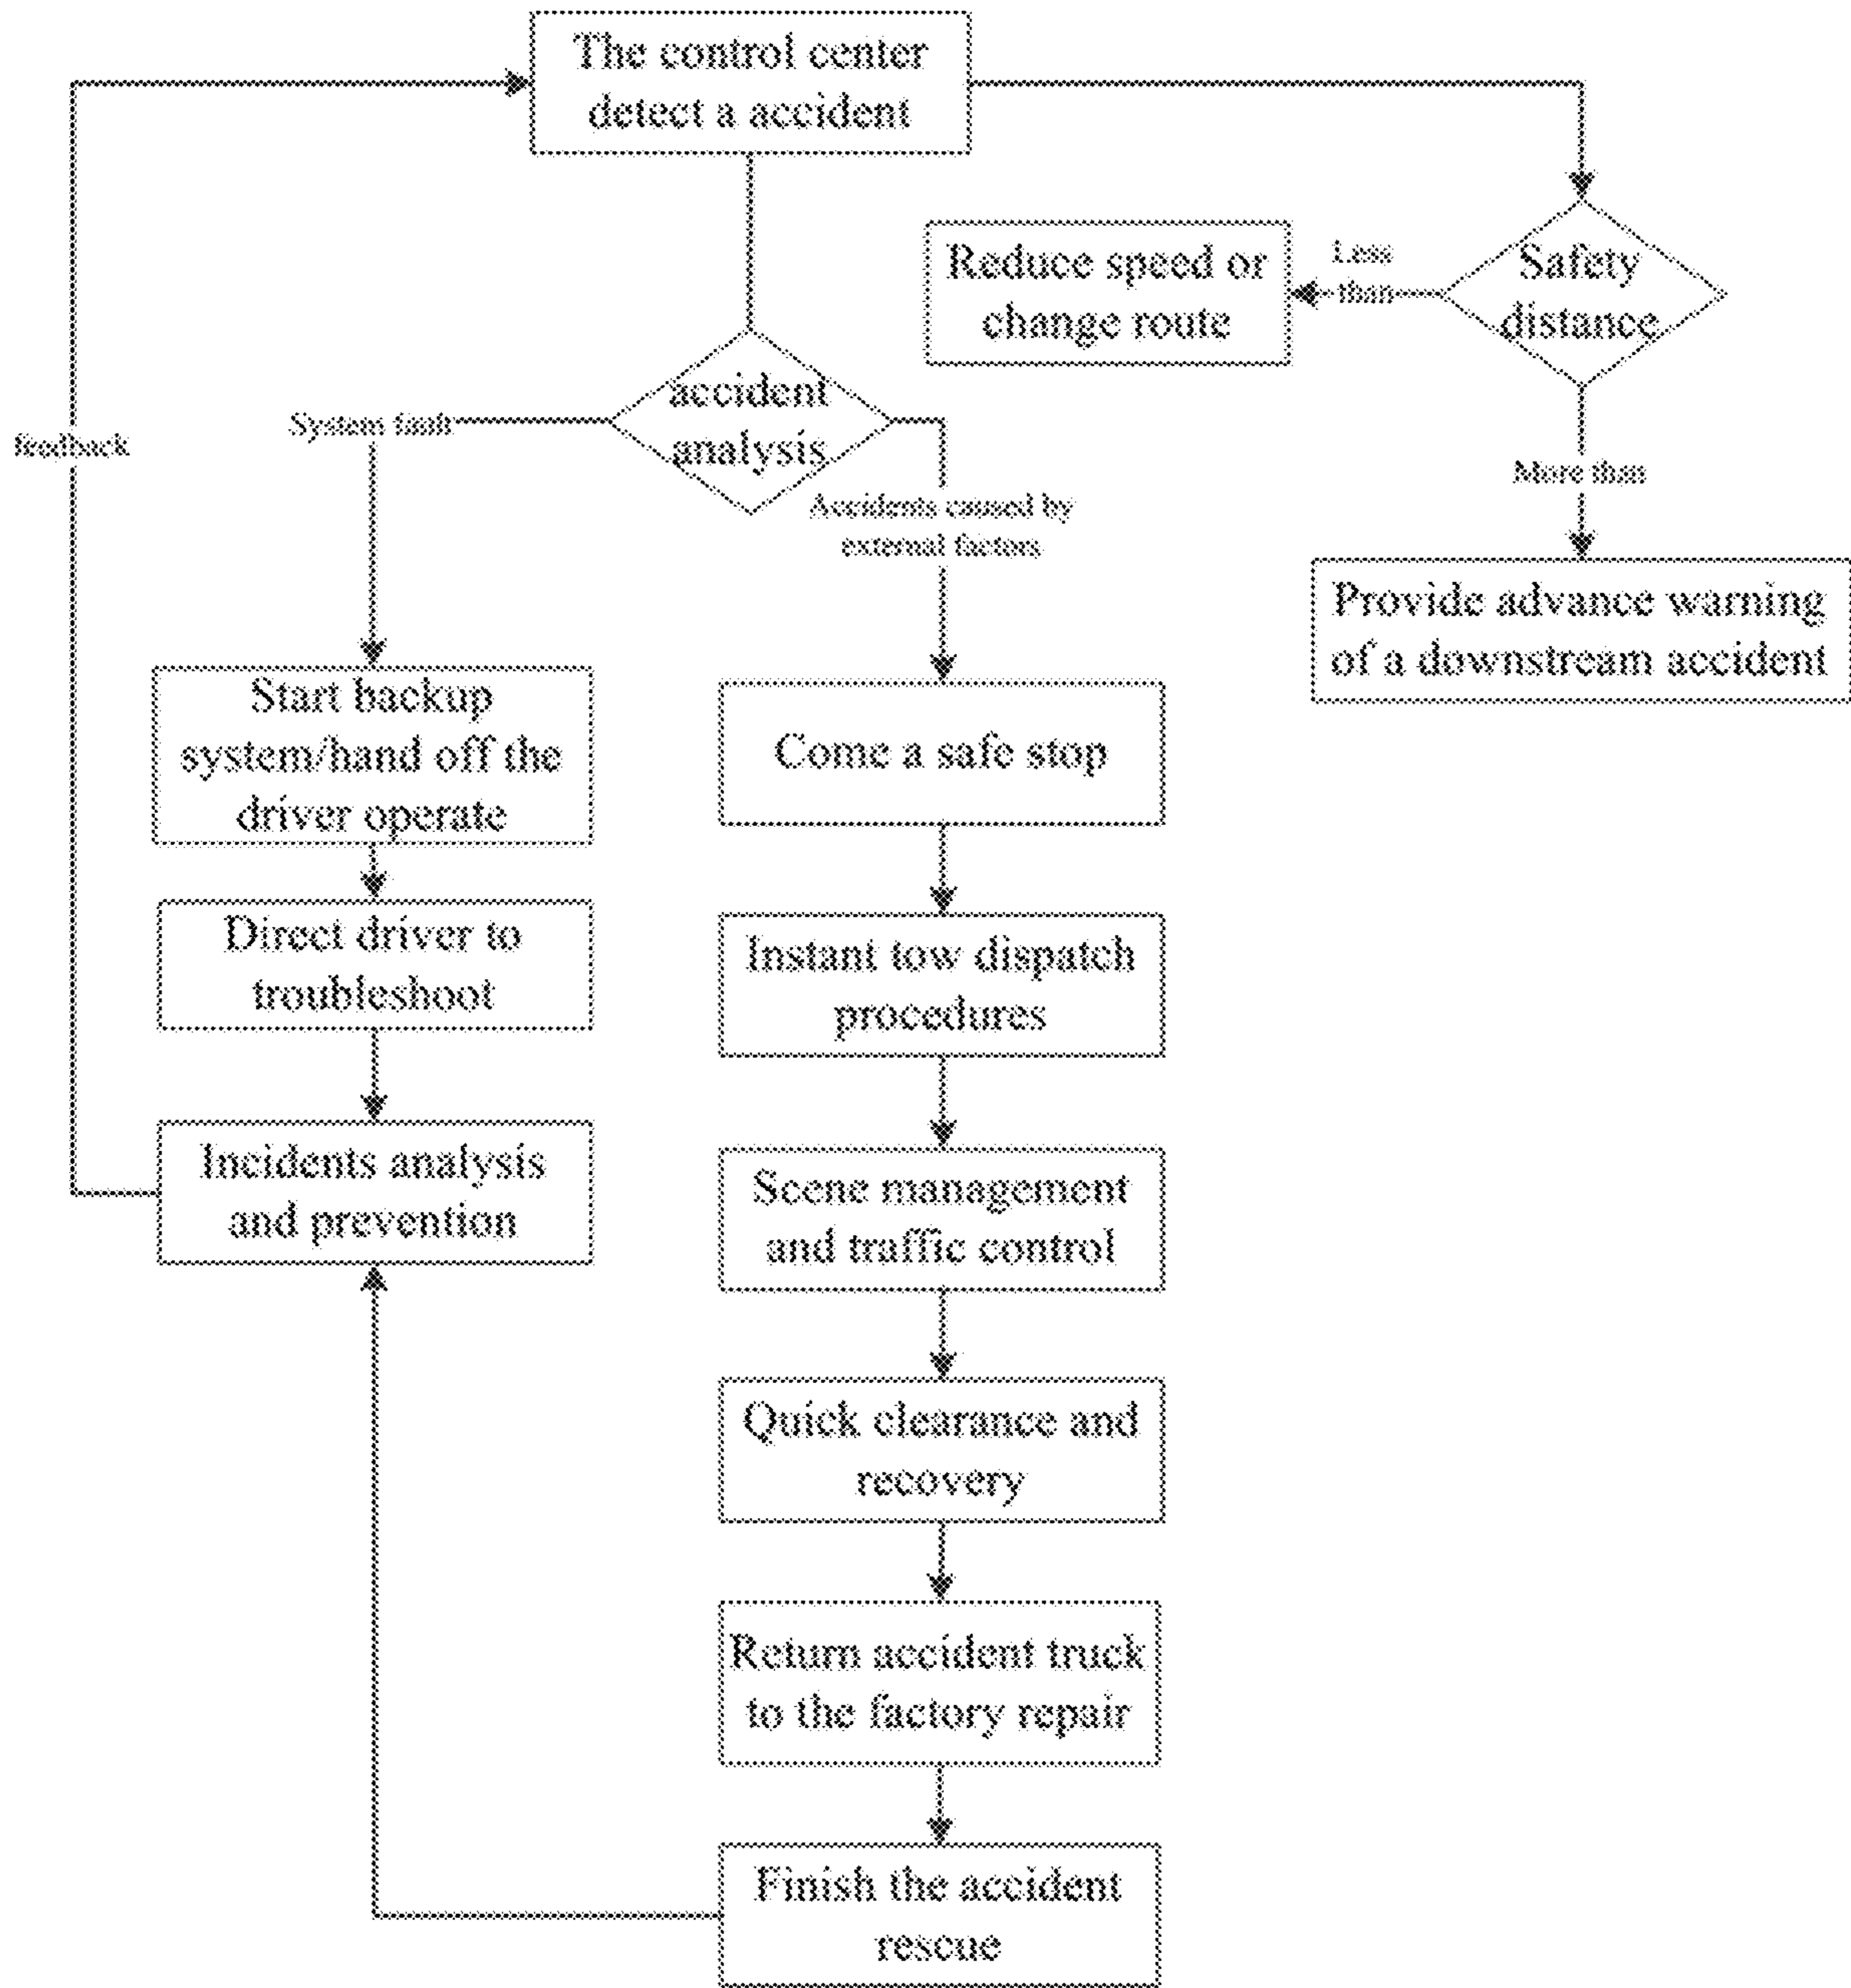 The control center
detect a accident
Reduce speed or
change route
Less
than
Safety
distance
accident
analysis
System fault
feedback
Accidents caused by
external factors
More than
Provide advance warning
of a downstream accident
Start backup
system/hand off the
driver operate
Come a safe stop
Direct driver to
troubleshoot
Instant tow dispatch
procedures
Incidents analysis
and prevention
Scene management
and traffic control
Quick clearance and
recovery
Return accident truck
to the factory repair
Finish the accident
rescue